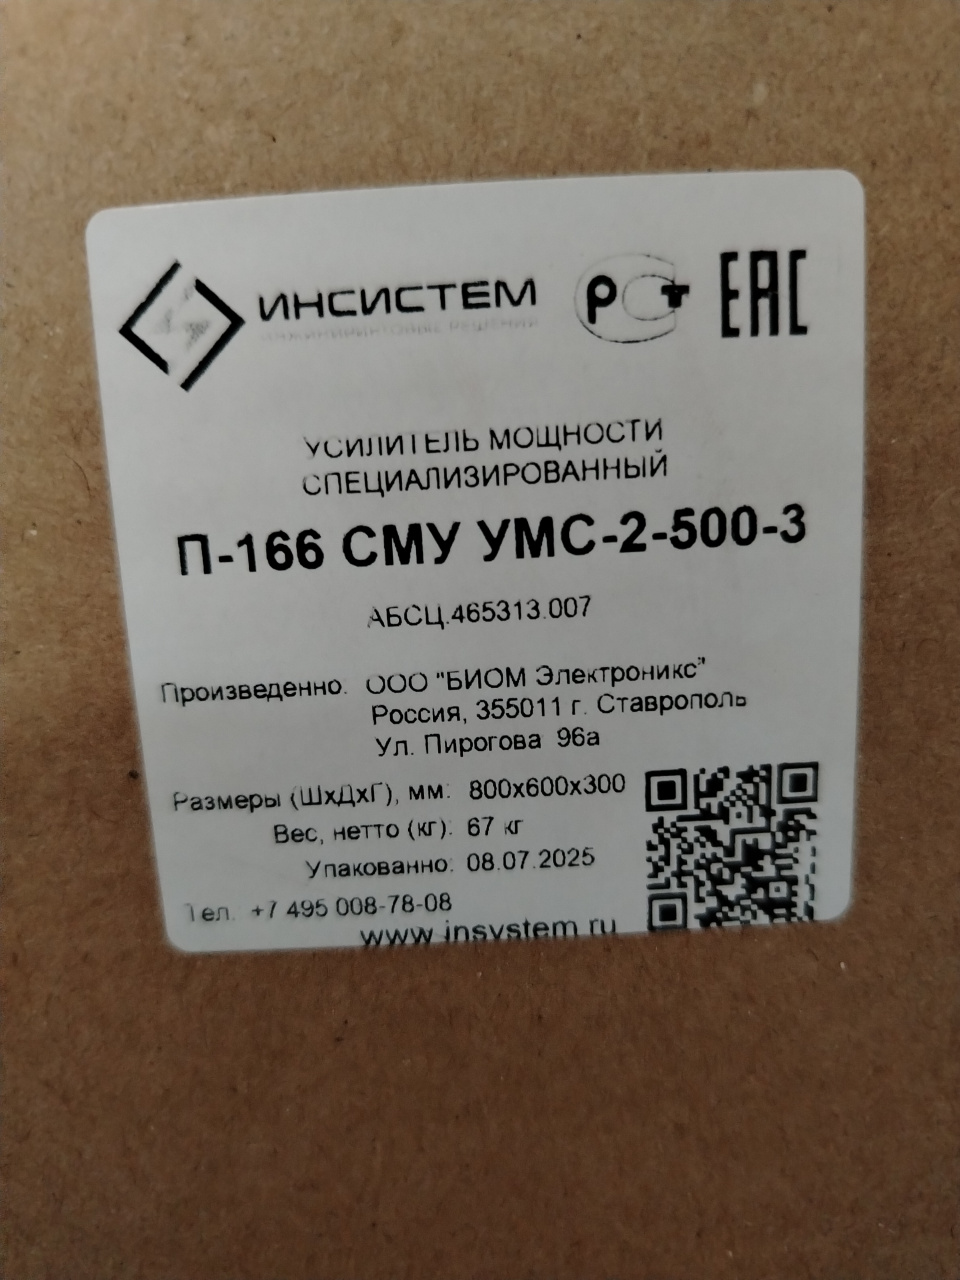 ИНСИСТЕМ
ИНЖИНИРИНГОВЫЕ РЕШЕНИЯ
РСТ
ЕАС
УСИЛИТЕЛЬ МОЩНОСТИ
СПЕЦИАЛИЗИРОВАННЫЙ
П-166 СМУ УМС-2-500-3
АБСЦ.465313.007
Произведенно: ООО "БИОМ Электроникс"
Россия, 355011 г. Ставрополь
Ул. Пирогова 96а
Размеры (ШхДхГ), мм: 800х600х300
Вес, нетто (кг): 67 кг
Упакованно: 08.07.2025
Тел.: +7 495 008-78-08
www.insystem.ru